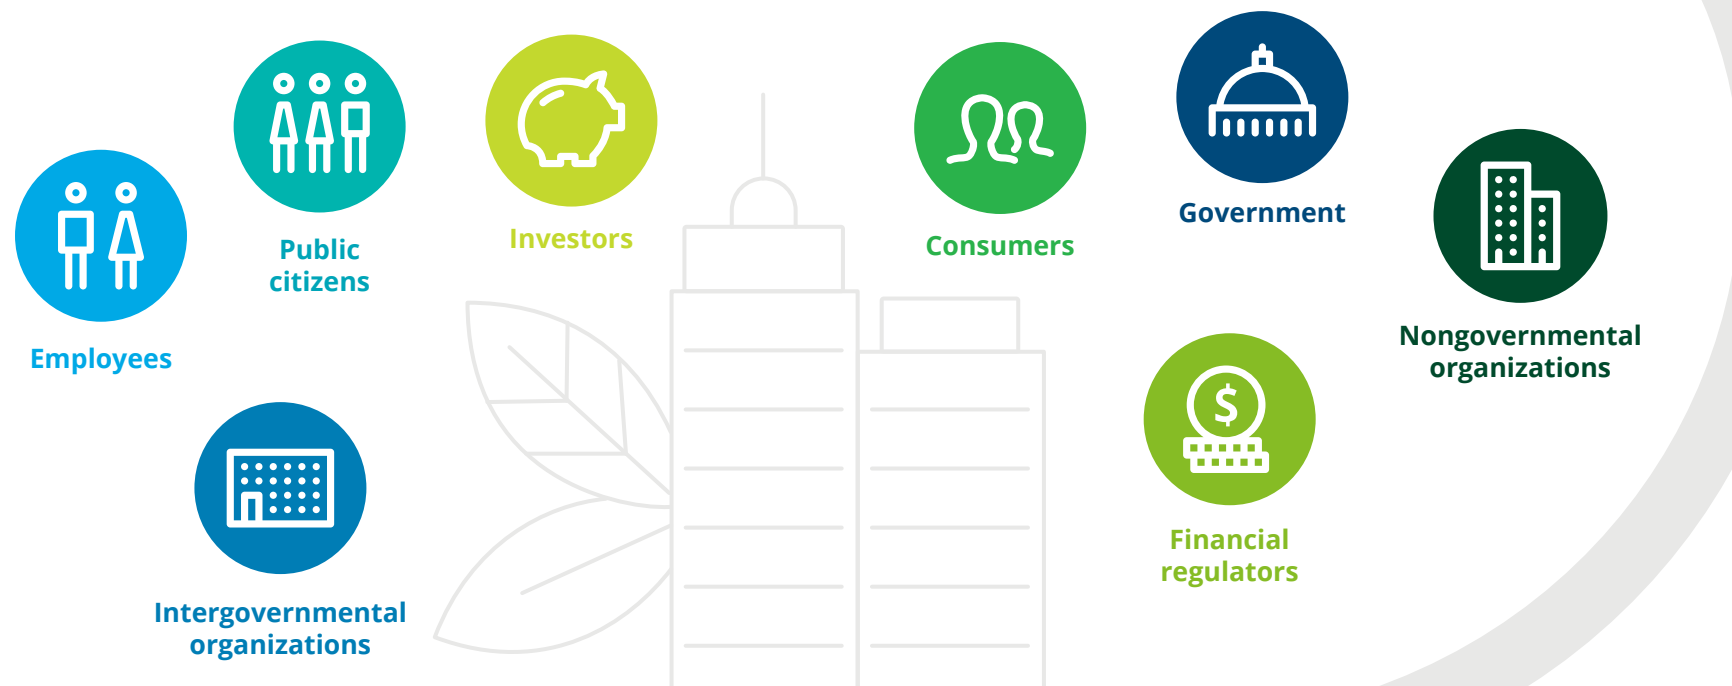 Employees
Public
citizens
Investors
Consumers
Government
Nongovernmental
organizations
Intergovernmental
organizations
$
Financial
regulators